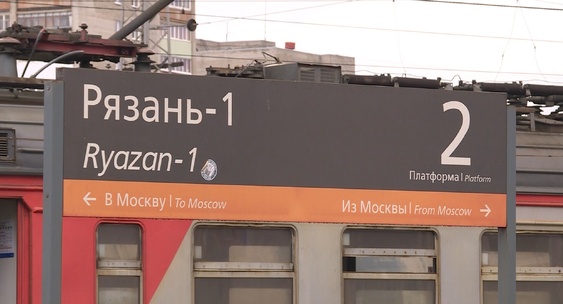 Рязань-1
Ryazan-1
2
Платформа | Platform
← В Москву | To Moscow
Из Москвы | From Moscow →